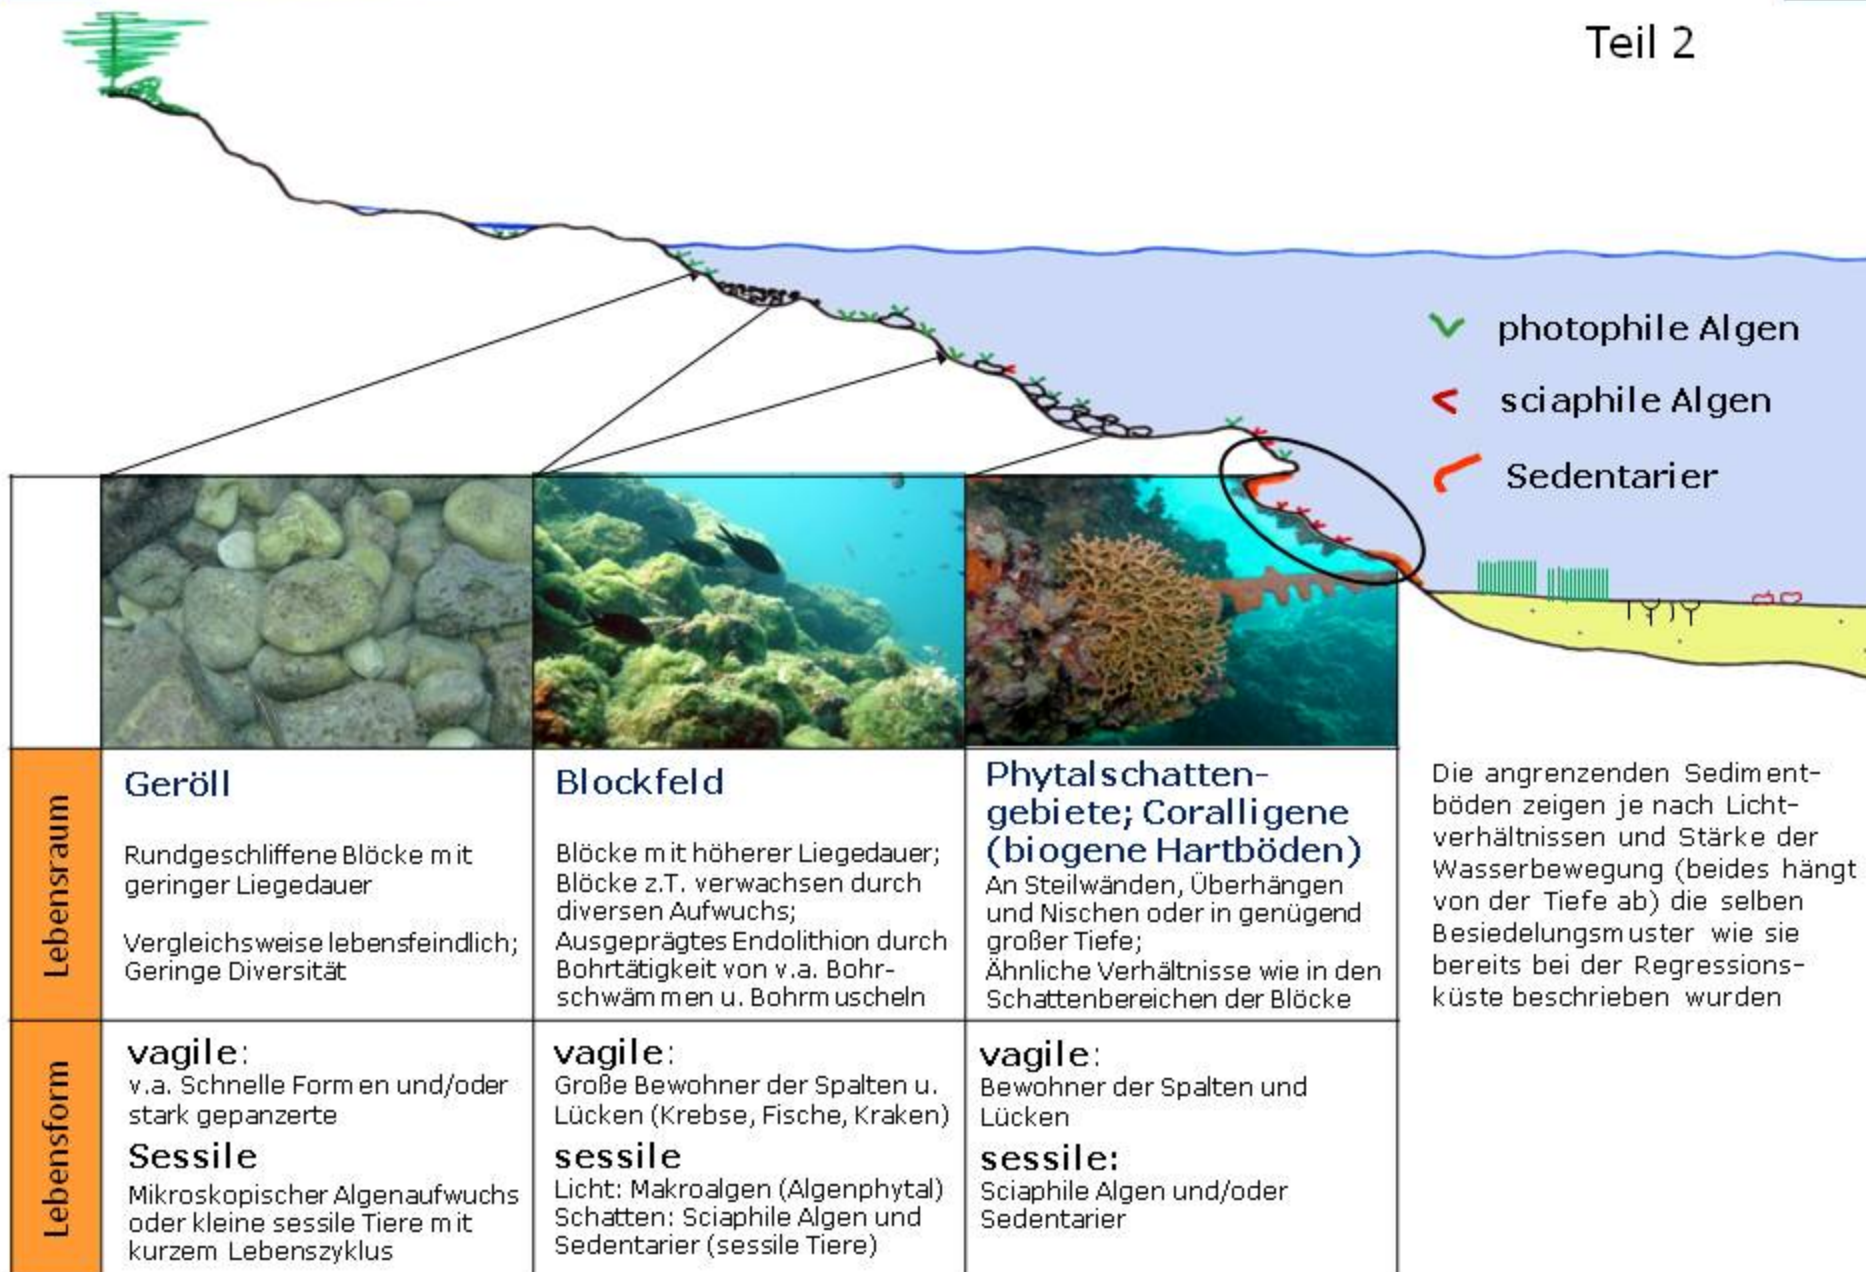 Teil 2
photophile Algen
sciaphile Algen
Sedentarier
Lebensraum
Geröll
Rundgeschliffene Blöcke mit
geringer Liegedauer
Vergleichsweise lebensfeindlich;
Geringe Diversität
Blockfeld
Blöcke mit höherer Liegedauer;
Blöcke z.T. verwachsen durch
diversen Aufwuchs;
Ausgeprägtes Endolithion durch
Bohrtätigkeit von v.a. Bohr-
schwämmen u. Bohrmuscheln
Phytalschatten-
gebiete; Coralligene
(biogene Hartböden)
An Steilwänden, Überhängen
und Nischen oder in genügend
großer Tiefe;
Ähnliche Verhältnisse wie in den
Schattenbereichen der Blöcke
Die angrenzenden Sediment-
böden zeigen je nach Licht-
verhältnissen und Stärke der
Wasserbewegung (beides hängt
von der Tiefe ab) die selben
Besiedelungsmuster wie sie
bereits bei der Regressions-
küste beschrieben wurden
Lebensform
vagile:
v.a. Schnelle Formen und/oder
stark gepanzerte
Sessile
Mikroskopischer Algenaufwuchs
oder kleine sessile Tiere mit
kurzem Lebenszyklus
vagile:
Große Bewohner der Spalten u.
Lücken (Krebse, Fische, Kraken)
sessile
Licht: Makroalgen (Algenphytal)
Schatten: Sciaphile Algen und
Sedentarier (sessile Tiere)
vagile:
Bewohner der Spalten und
Lücken
sessile:
Sciaphile Algen und/oder
Sedentarier